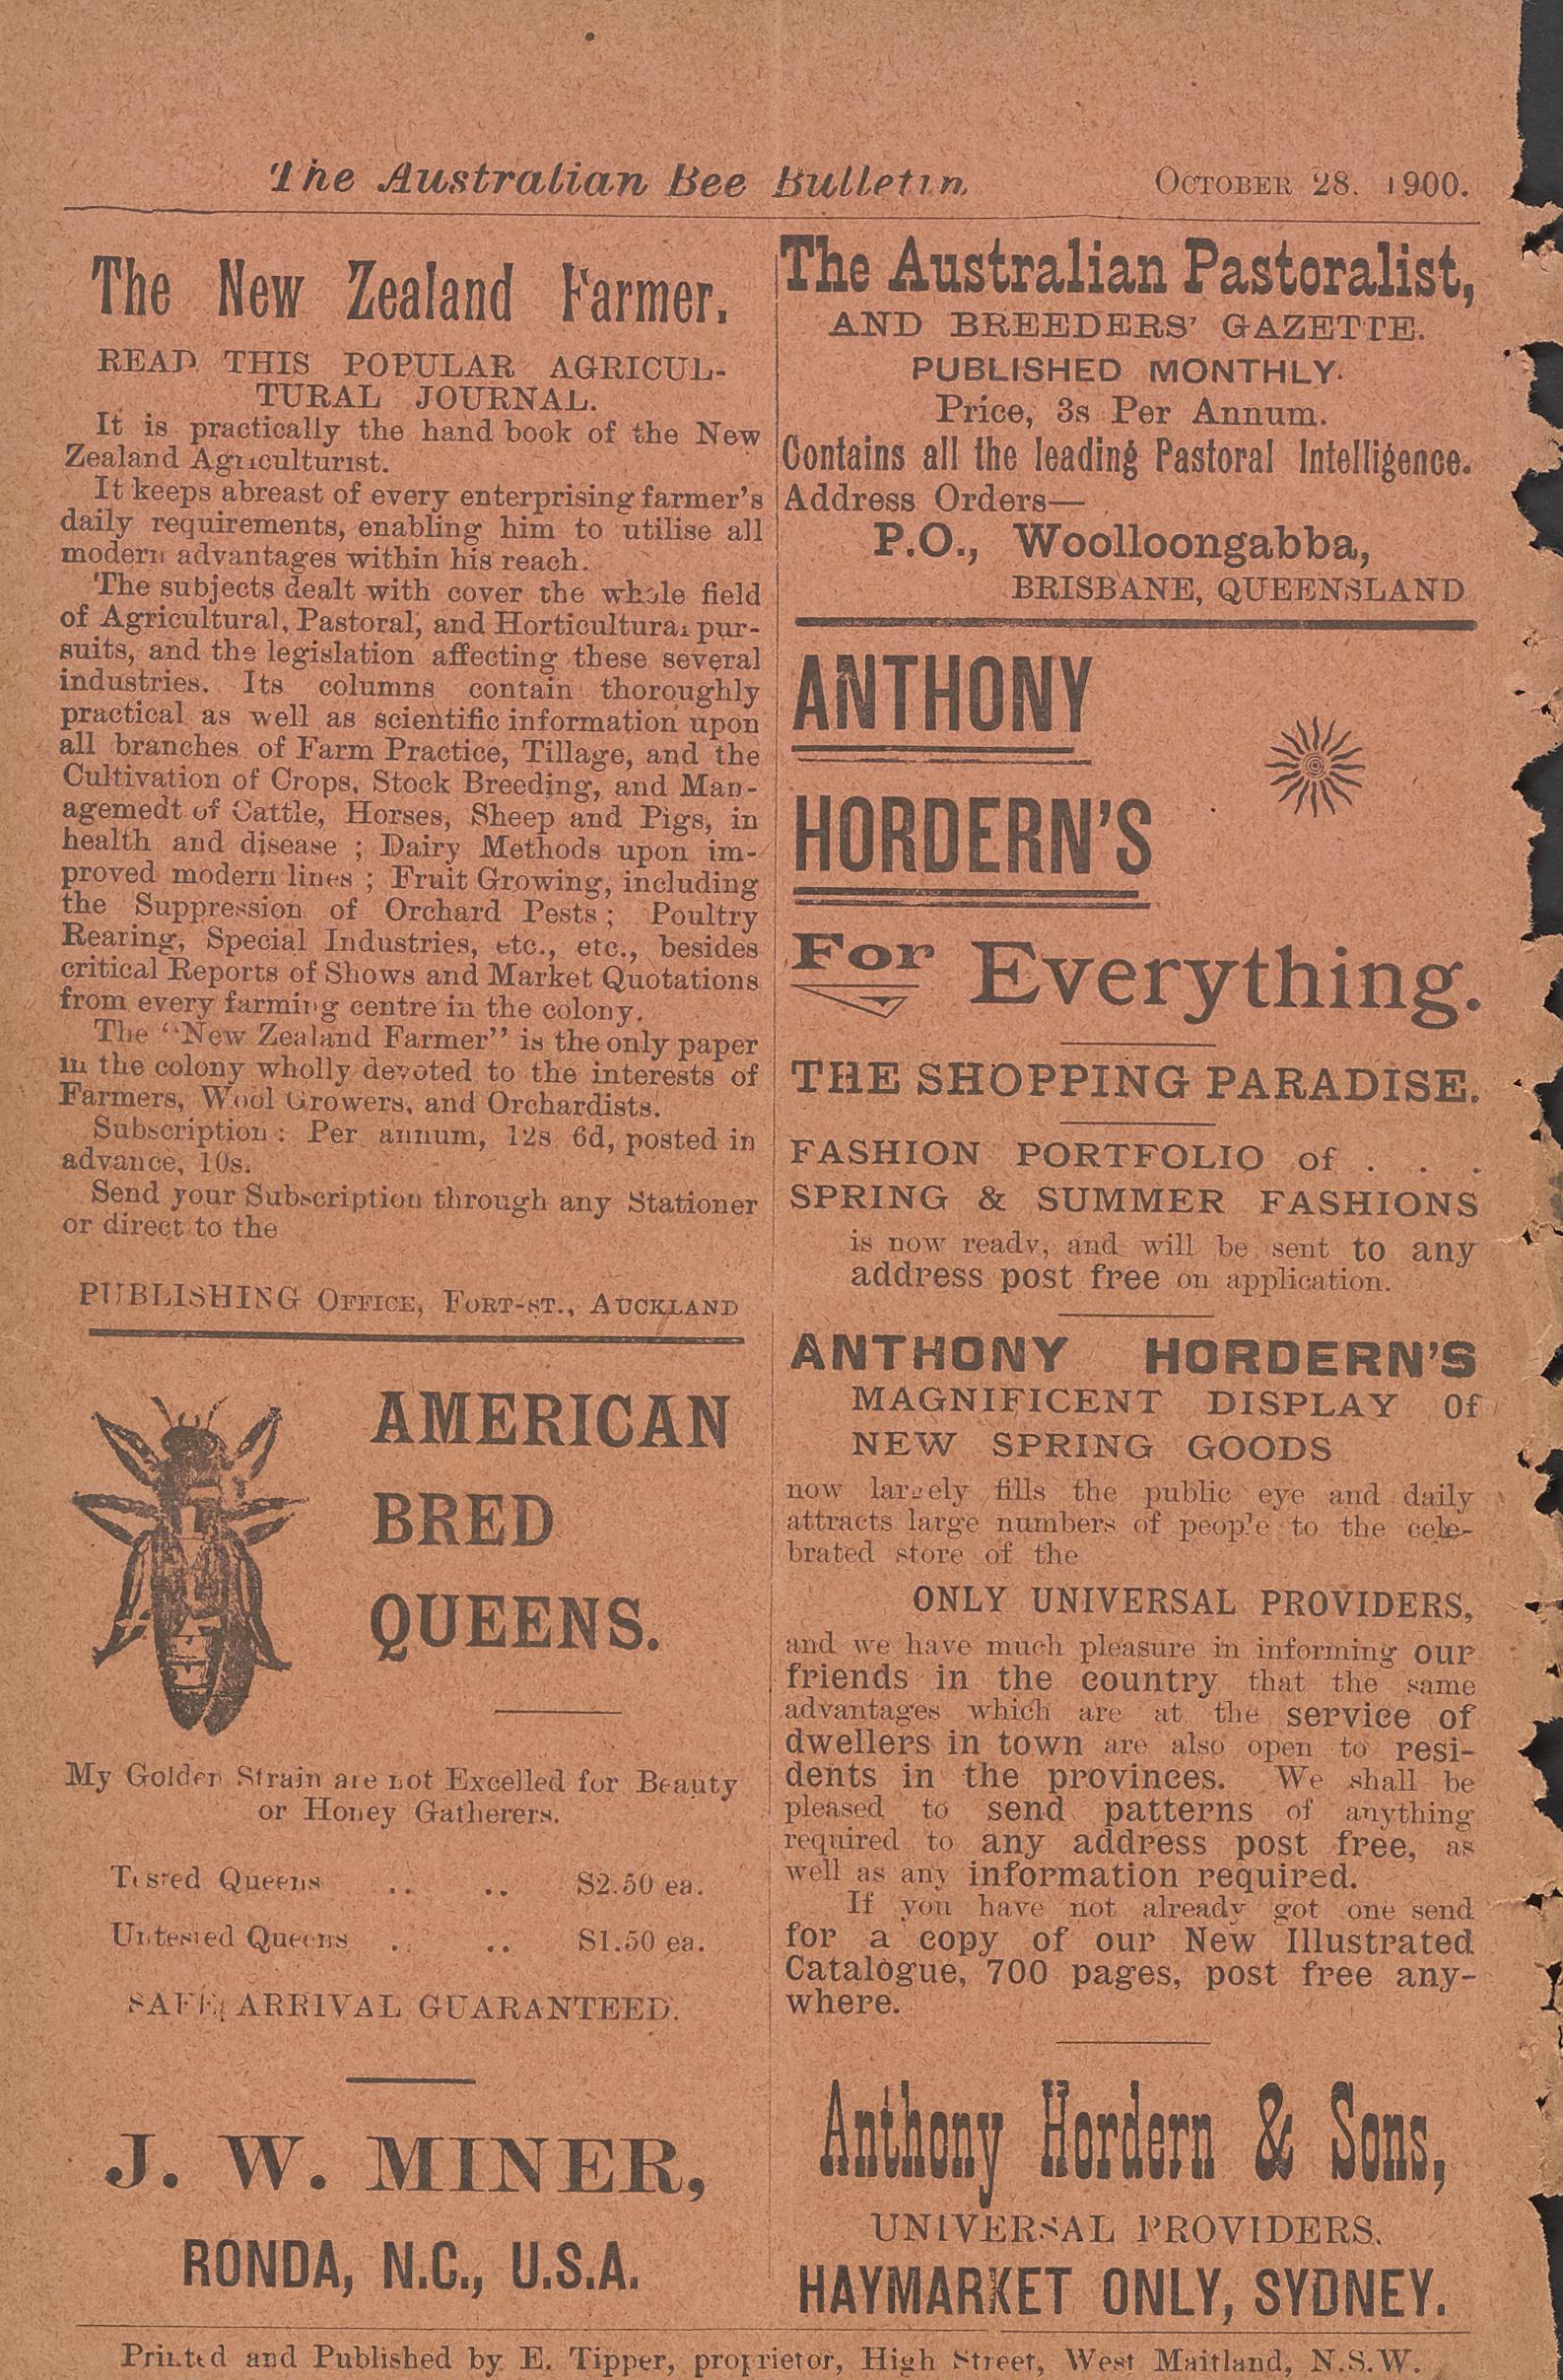 The Australian Bee Bulletin, OCTOBER 28. 1900.
The New Zealand Farmer.
READ THIS POPULAR AGRICUL-
TURAL JOURNAL.
It is practically the hand book of the New
Zealand Agriculturist.
It keeps abreast of every enterprising farmer's
daily requirements, enabling him to utilise all
modern advantages within his reach.
The subjects dealt with cover the whole field
of Agricultural, Pastoral, and Horticultural pur-
suits, and the legislation affecting these several
industries. Its columns contain thoroughly
practical as well as scientific information upon
all branches of Farm Practice, Tillage, and the
Cultivation of Crops, Stock Breeding, and Man-
agemedt of Cattle, Horses, Sheep and Pigs, in
health and disease ; Dairy Methods upon im-
proved modern lines ; Fruit Growing, including
the Suppression of Orchard Pests ; Poultry
Rearing, Special Industries, etc., etc., besides
critical Reports of Shows and Market Quotations
from every farming centre in the colony.
The "New Zealand Farmer" is the only paper
in the colony wholly devoted to the interests of
Farmers, Wool Growers, and Orchardists.
Subscription : Per annum, 12s 6d, posted in
advance, 10s.
Send your Subscription through any Stationer
or direct to the
PUBLISHING OFFICE, FORT-ST., AUCKLAND
AMERICAN
BRED
QUEENS.
My Golden Strain are not Excelled for Beauty
or Honey Gatherers.
Tested Queens .. .. $2.50 ea.
Untested Queens .. .. $1.50 ea.
SAFE ARRIVAL GUARANTEED.
J. W. MINER,
RONDA, N.C., U.S.A.
The Australian Pastoralist,
AND BREEDERS' GAZETTE.
PUBLISHED MONTHLY.
Price, 3s Per Annum.
Contains all the leading Pastoral Intelligence.
Address Orders—
P.O., Woolloongabba,
BRISBANE, QUEENSLAND
ANTHONY
HORDERN'S
For Everything.
THE SHOPPING PARADISE.
FASHION PORTFOLIO of . . .
SPRING & SUMMER FASHIONS
is now ready, and will be sent to any
address post free on application.
ANTHONY HORDERN'S
MAGNIFICENT DISPLAY Of
NEW SPRING GOODS
now largely fills the public eye and daily
attracts large numbers of people to the cele-
brated store of the
ONLY UNIVERSAL PROVIDERS,
and we have much pleasure in informing our
friends in the country that the same
advantages which are at the service of
dwellers in town are also open to resi-
dents in the provinces. We shall be
pleased to send patterns of anything
required to any address post free, as
well as any information required.
If you have not already got one send
for a copy of our New Illustrated
Catalogue, 700 pages, post free any-
where.
Anthony Hordern & Sons,
UNIVERSAL PROVIDERS,
HAYMARKET ONLY, SYDNEY.
Printed and Published by E. Tipper, proprietor, High Street, West Maitland, N.S.W.